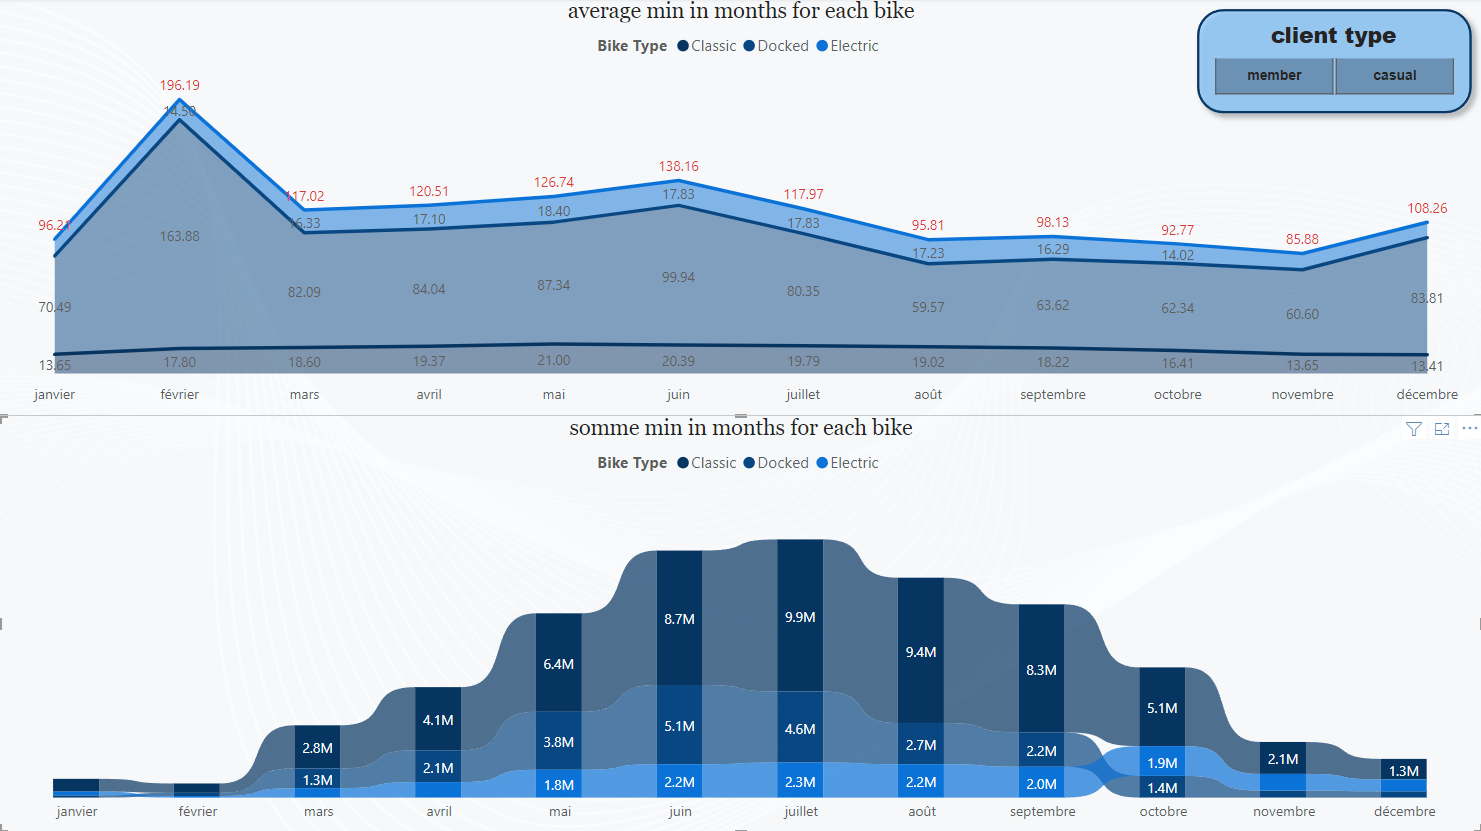 average min in months for each bike
Bike Type Classic Docked Electric
client type
member casual
196.19
14.50
138.16
126.74
120.51
117.02
117.97
108.26
96.21
95.81
98.13
92.77
85.88
16.33
17.10
18.40
17.83
17.83
17.23
16.29
14.02
163.88
70.49
82.09
84.04
87.34
99.94
80.35
59.57
63.62
62.34
60.60
83.81
13.65 17.80 18.60 19.37 21.00 20.39 19.79 19.02 18.22 16.41 13.65 13.41
janvier février mars avril mai juin juillet août septembre octobre novembre décembre
somme min in months for each bike
Bike Type Classic Docked Electric
2.8M 4.1M 6.4M 8.7M 9.9M 9.4M 8.3M 5.1M 2.1M 1.3M
1.3M 2.1M 3.8M 5.1M 4.6M 2.7M 2.2M 1.9M
1.8M 2.2M 2.3M 2.2M 2.0M 1.4M
janvier février mars avril mai juin juillet août septembre octobre novembre décembre